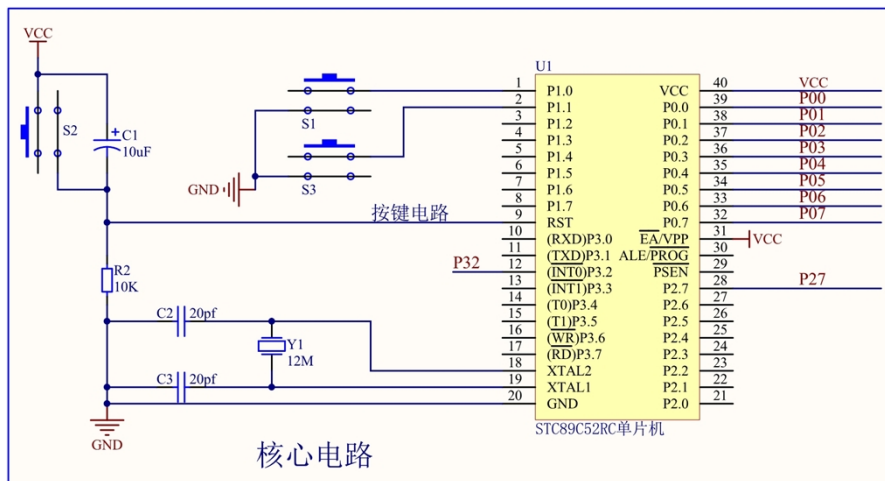 VCC
S2
C1
10uF
S1
S3
GND
按键电路
P32
R2
10K
C2 20pf
Y1
12M
C3 20pf
GND
核心电路
U1
1 P1.0 VCC 40 VCC
2 P1.1 P0.0 39 P00
3 P1.2 P0.1 38 P01
4 P1.3 P0.2 37 P02
5 P1.4 P0.3 36 P03
6 P1.5 P0.4 35 P04
7 P1.6 P0.5 34 P05
8 P1.7 P0.6 33 P06
9 RST P0.7 32 P07
10 (RXD)P3.0 EA/VPP 31 VCC
11 (TXD)P3.1 ALE/PROG 30
12 (INT0)P3.2 PSEN 29
13 (INT1)P3.3 P2.7 28 P27
14 (T0)P3.4 P2.6 27
15 (T1)P3.5 P2.5 26
16 (WR)P3.6 P2.4 25
17 (RD)P3.7 P2.3 24
18 XTAL2 P2.2 23
19 XTAL1 P2.1 22
20 GND P2.0 21
STC89C52RC单片机